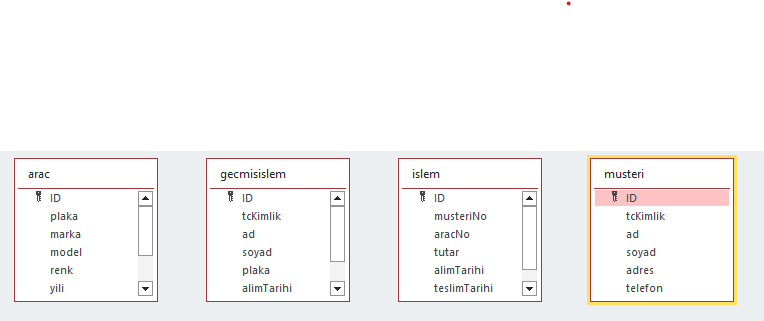 arac
ID
plaka
marka
model
renk
yili
gecmisislem
ID
tcKimlik
ad
soyad
plaka
alimTarihi
islem
ID
musteriNo
aracNo
tutar
alimTarihi
teslimTarihi
musteri
ID
tcKimlik
ad
soyad
adres
telefon